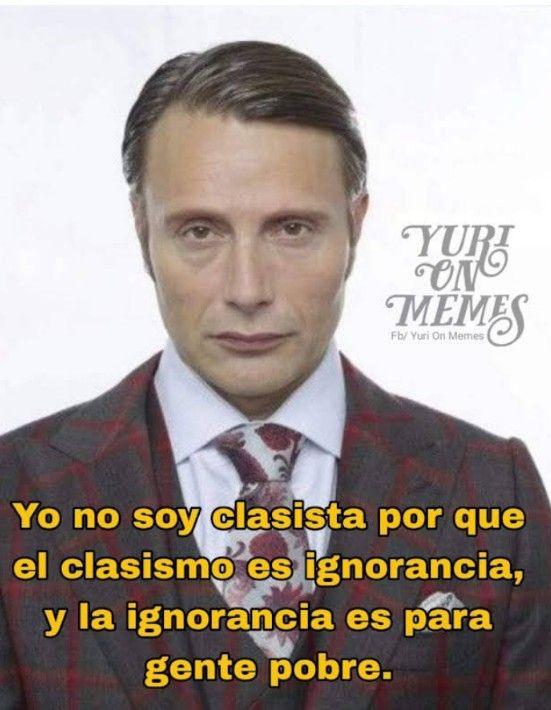 YURI
ON
MEMES
Fb/ Yuri On Memes
Yo no soy clasista por que
el clasismo es ignorancia,
y la ignorancia es para
gente pobre.